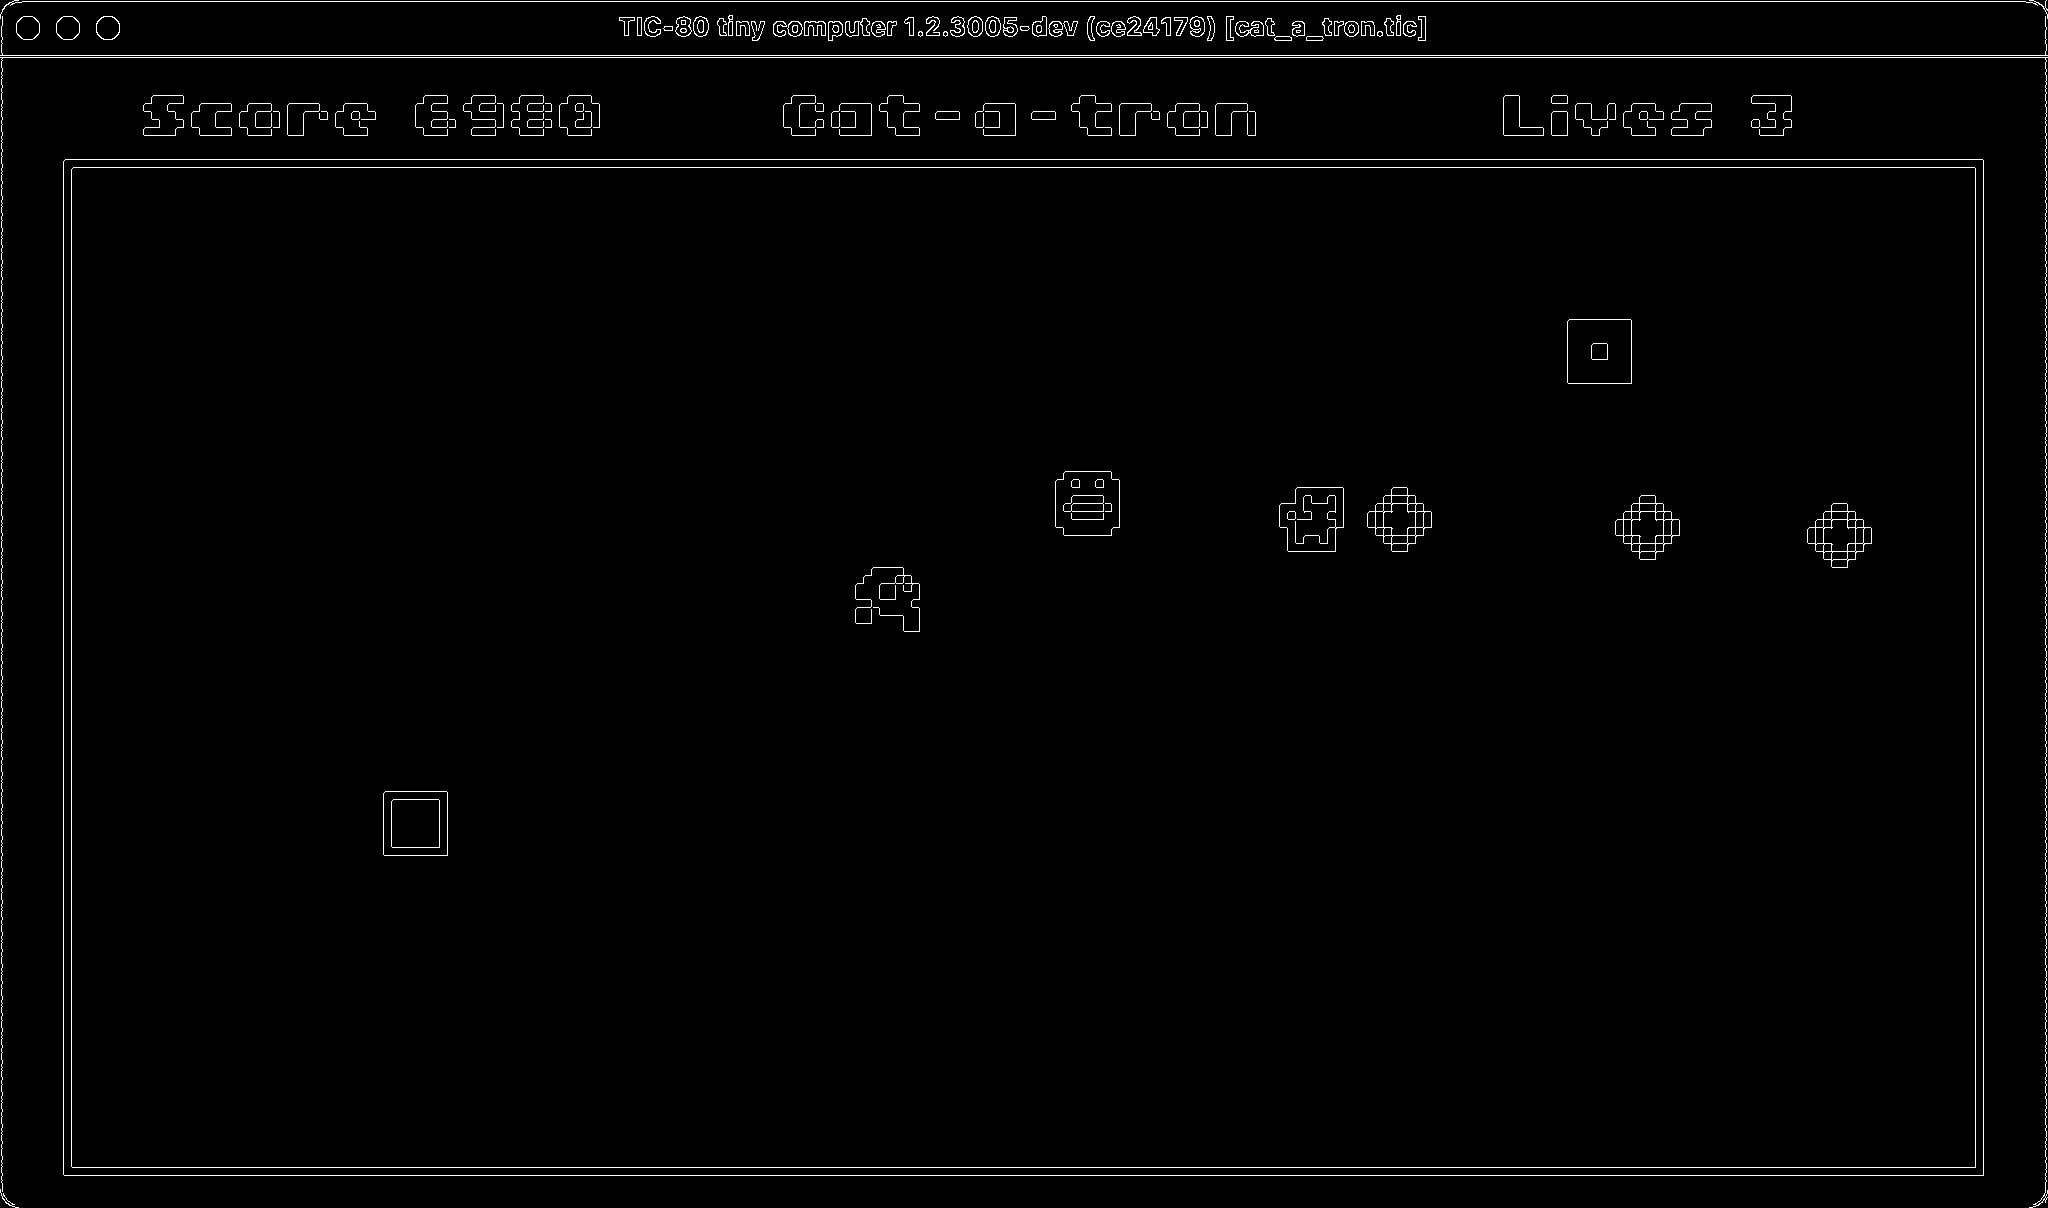 TIC-80 tiny computer 1.2.3005-dev (ce24179) [cat_a_tron.tic]
Score 6980 Cat-a-tron Lives 3